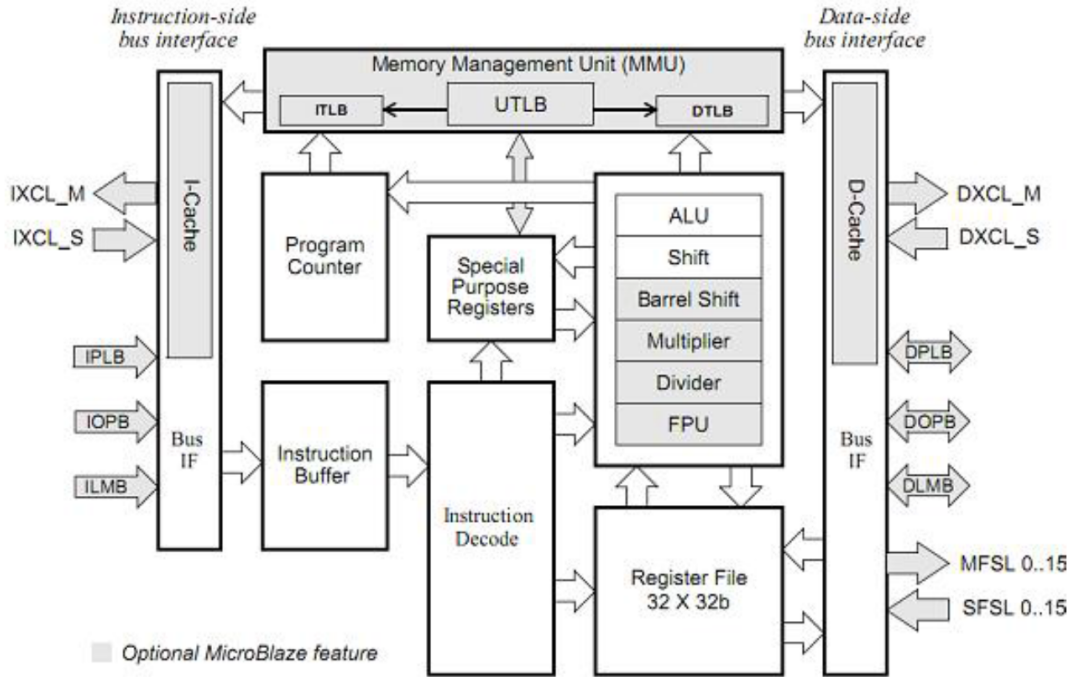 Instruction-side
bus interface
Data-side
bus interface
Memory Management Unit (MMU)
ITLB
UTLB
DTLB
I-Cache
D-Cache
IXCL_M
IXCL_S
DXCL_M
DXCL_S
Program
Counter
Special
Purpose
Registers
ALU
Shift
Barrel Shift
Multiplier
Divider
FPU
IPLB
IOPB
ILMB
Bus
IF
Instruction
Buffer
Instruction
Decode
Register File
32 X 32b
Bus
IF
DPLB
DOPB
DLMB
MFSL 0..15
SFSL 0..15
Optional MicroBlaze feature